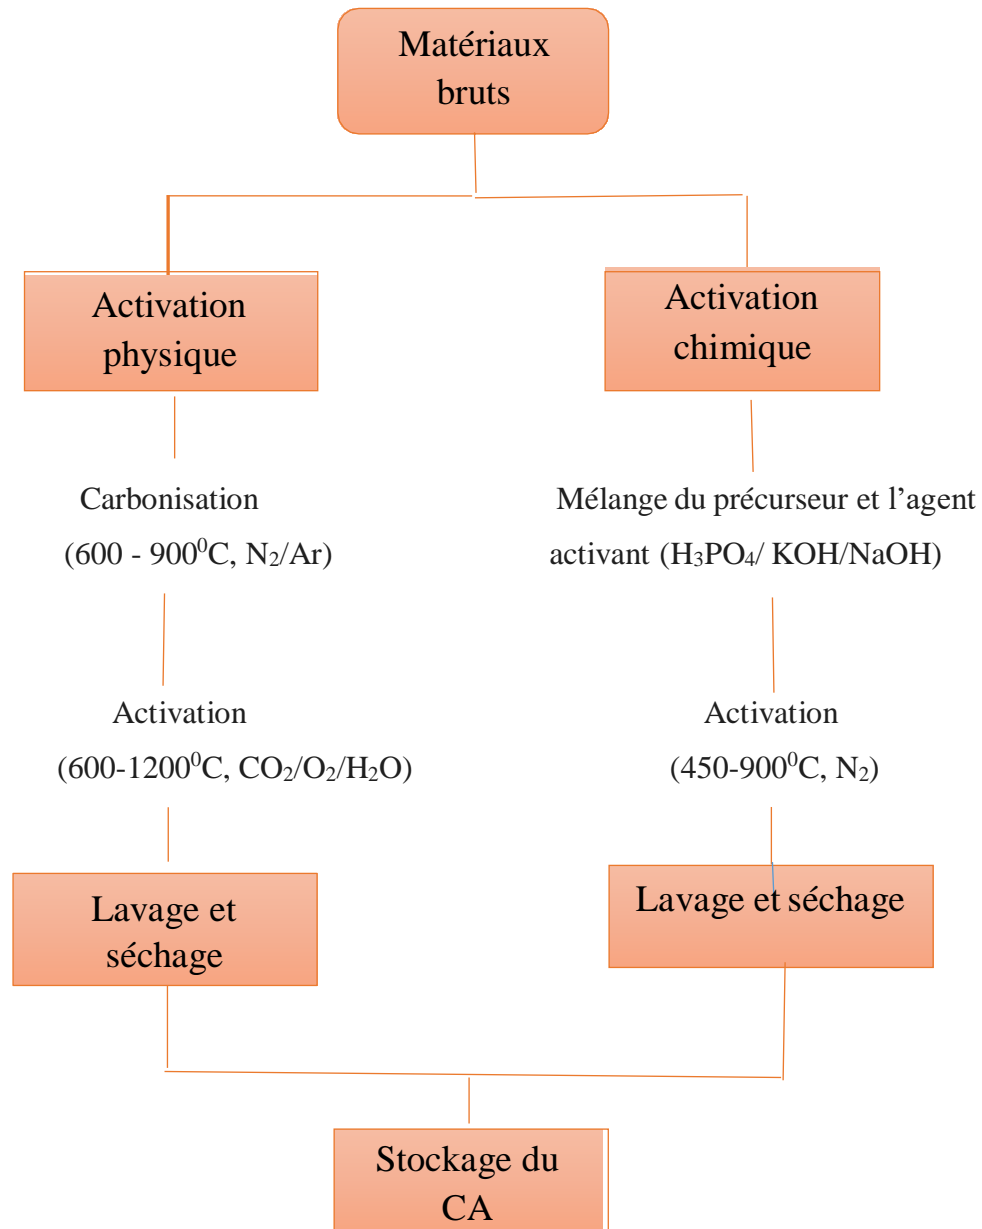 Matériaux
bruts
Activation
physique
Activation
chimique
Carbonisation
(600 - 900⁰C, N₂/Ar)
Mélange du précurseur et l’agent
activant (H₃PO₄/ KOH/NaOH)
Activation
(600-1200⁰C, CO₂/O₂/H₂O)
Activation
(450-900⁰C, N₂)
Lavage et
séchage
Lavage et séchage
Stockage du
CA